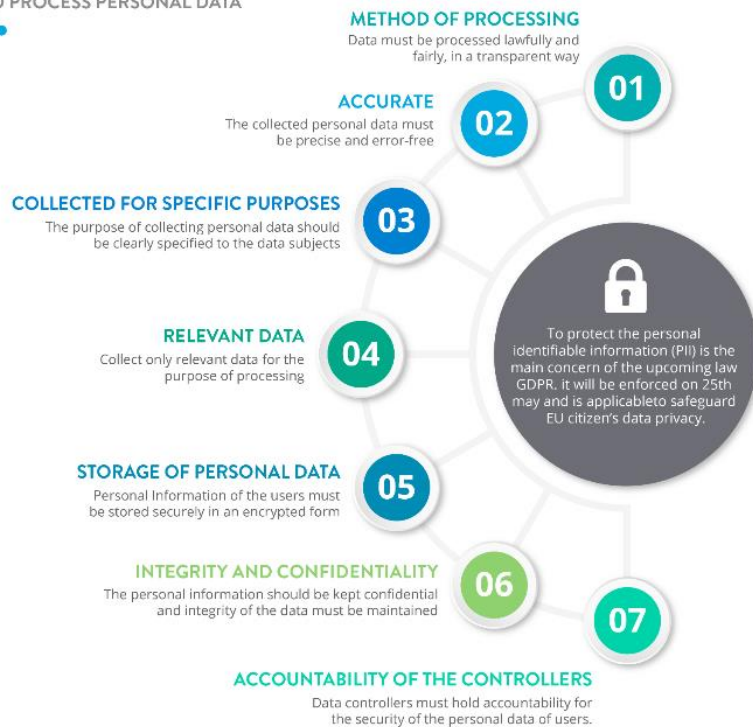 PROCESS PERSONAL DATA
METHOD OF PROCESSING
Data must be processed lawfully and
fairly, in a transparent way
01
ACCURATE
The collected personal data must
be precise and error-free
02
COLLECTED FOR SPECIFIC PURPOSES
The purpose of collecting personal data should
be clearly specified to the data subjects
03
RELEVANT DATA
Collect only relevant data for the
purpose of processing
04
To protect the personal
identifiable information (PII) is the
main concern of the upcoming law
GDPR. it will be enforced on 25th
may and is applicableto safeguard
EU citizen's data privacy.
STORAGE OF PERSONAL DATA
Personal Information of the users must
be stored securely in an encrypted form
05
INTEGRITY AND CONFIDENTIALITY
The personal information should be kept confidential
and integrity of the data must be maintained
06
07
ACCOUNTABILITY OF THE CONTROLLERS
Data controllers must hold accountability for
the security of the personal data of users.